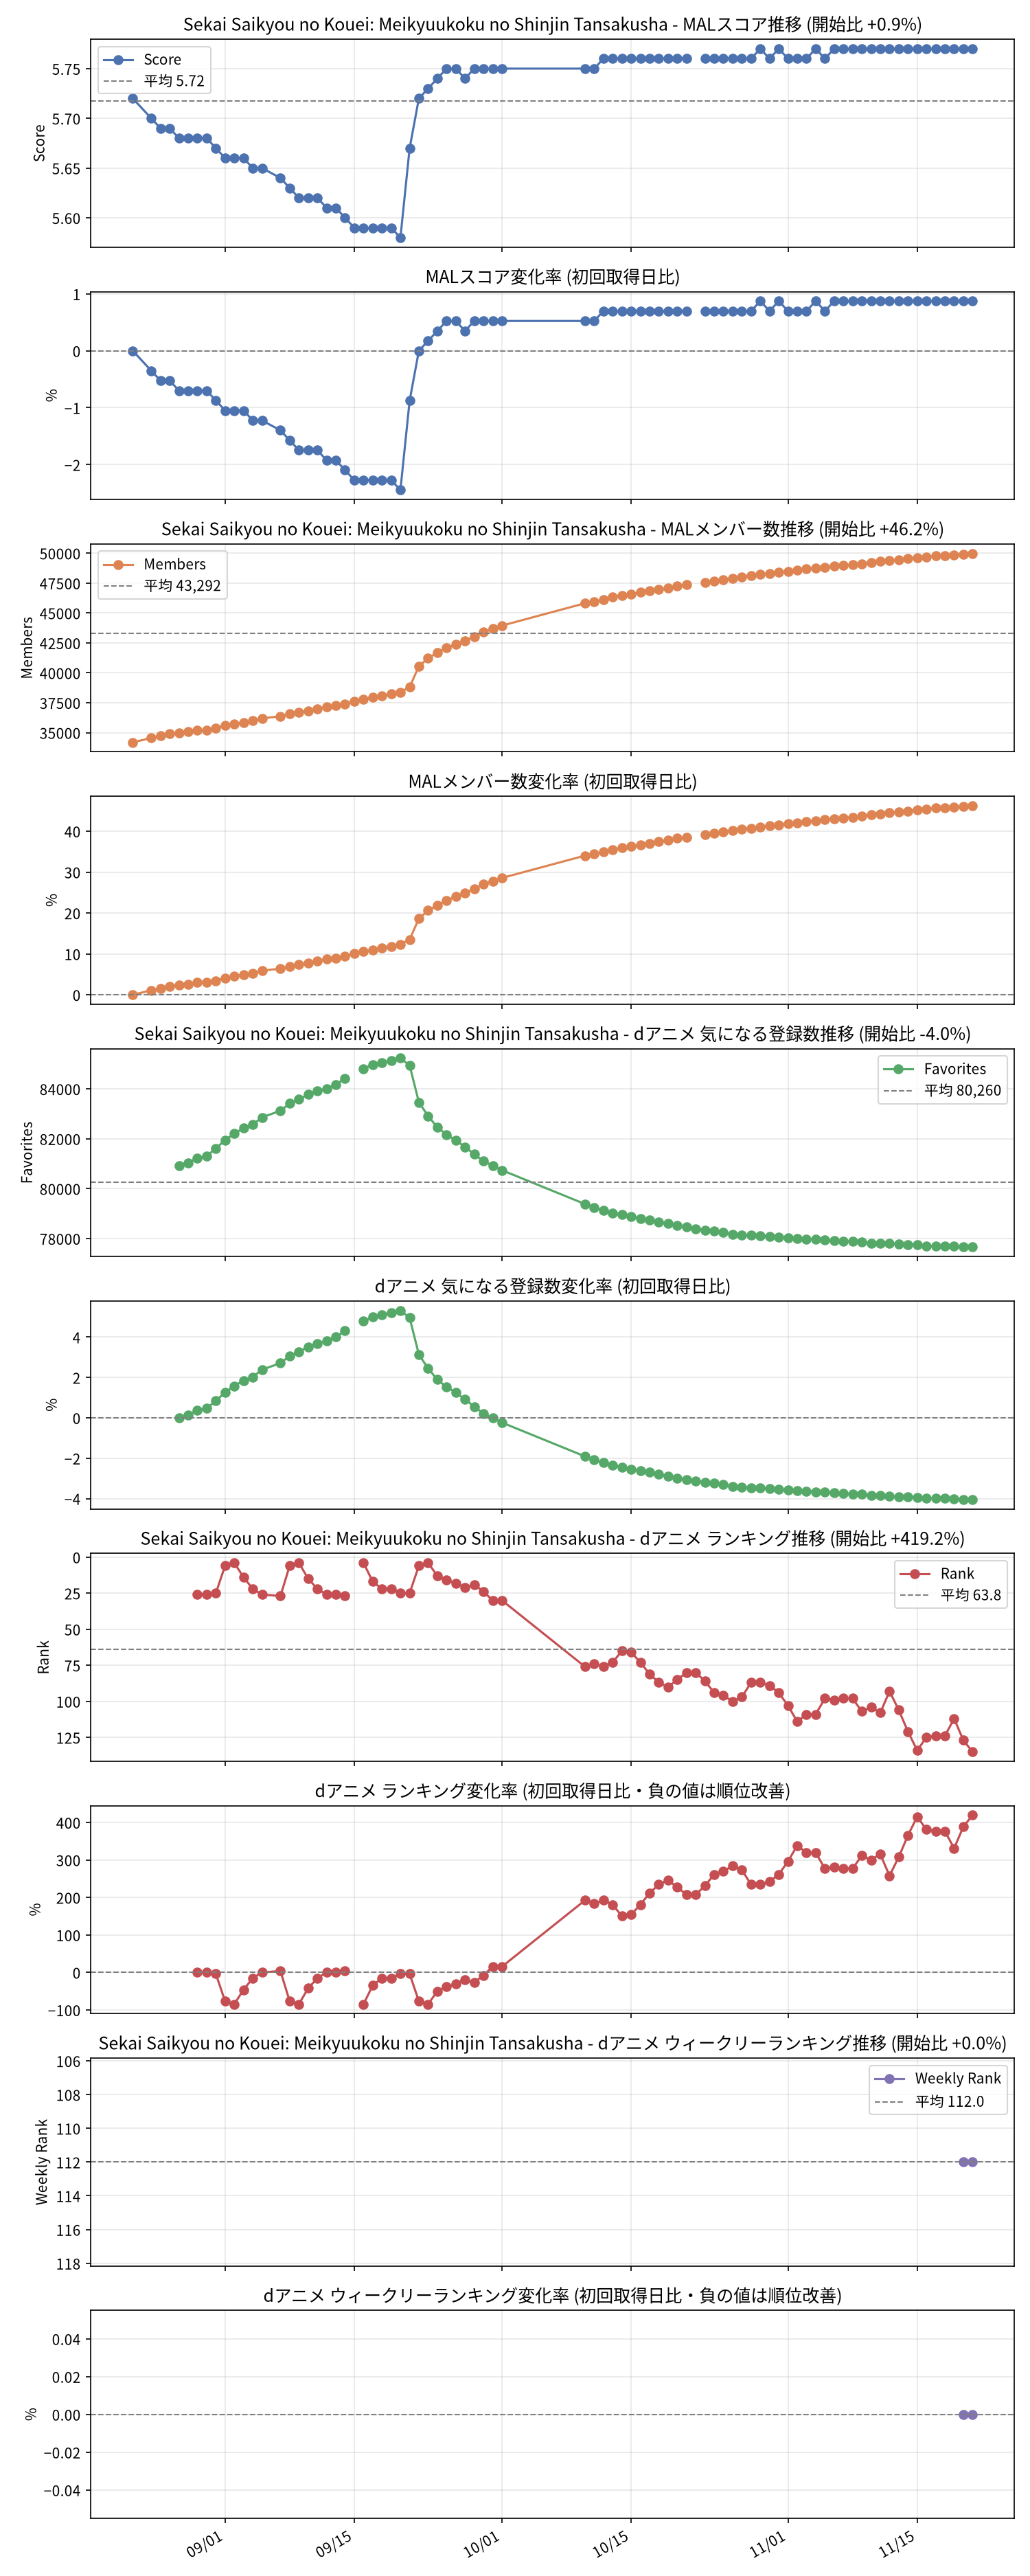 Sekai Saikyou no Kouei: Meikyuukoku no Shinjin Tansakusha - MALスコア推移 (開始比 +0.9%)
Score
平均 5.72
Score
5.75
5.70
5.65
5.60
MALスコア変化率 (初回取得日比)
%
1
0
−1
−2
Sekai Saikyou no Kouei: Meikyuukoku no Shinjin Tansakusha - MALメンバー数推移 (開始比 +46.2%)
Members
平均 43,292
Members
50000
47500
45000
42500
40000
37500
35000
MALメンバー数変化率 (初回取得日比)
%
40
30
20
10
0
Sekai Saikyou no Kouei: Meikyuukoku no Shinjin Tansakusha - dアニメ 気になる登録数推移 (開始比 -4.0%)
Favorites
平均 80,260
Favorites
84000
82000
80000
78000
dアニメ 気になる登録数変化率 (初回取得日比)
%
4
2
0
−2
−4
Sekai Saikyou no Kouei: Meikyuukoku no Shinjin Tansakusha - dアニメ ランキング推移 (開始比 +419.2%)
Rank
平均 63.8
Rank
0
25
50
75
100
125
dアニメ ランキング変化率 (初回取得日比・負の値は順位改善)
%
400
300
200
100
0
−100
Sekai Saikyou no Kouei: Meikyuukoku no Shinjin Tansakusha - dアニメ ウィークリーランキング推移 (開始比 +0.0%)
Weekly Rank
平均 112.0
Weekly Rank
106
108
110
112
114
116
118
dアニメ ウィークリーランキング変化率 (初回取得日比・負の値は順位改善)
%
0.04
0.02
0.00
−0.02
−0.04
09/01
09/15
10/01
10/15
11/01
11/15